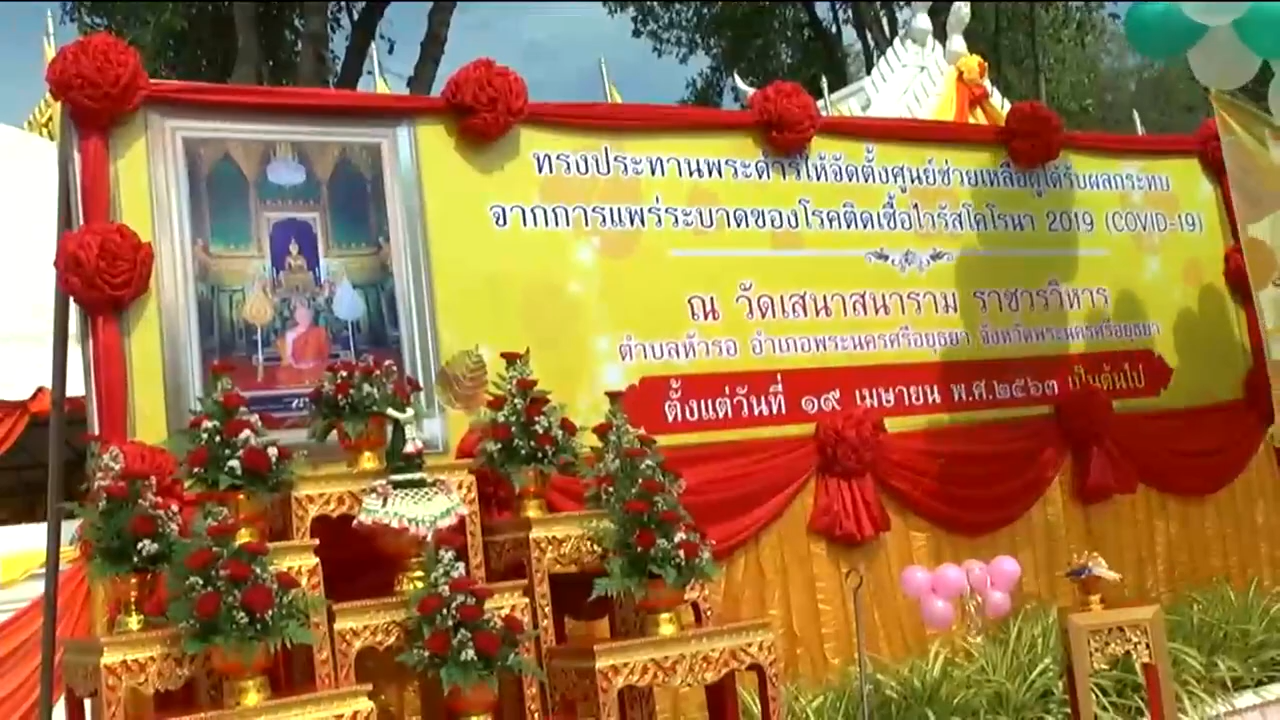 ทรงประทานพระดำริให้จัดตั้งศูนย์ช่วยเหลือผู้ได้รับผลกระทบ
จากการแพร่ระบาดของโรคติดเชื้อไวรัสโคโรนา 2019 (COVID-19)
ณ วัดเสนาสนาราม ราชวรวิหาร
ตำบลหัวรอ อำเภอพระนครศรีอยุธยา จังหวัดพระนครศรีอยุธยา
ตั้งแต่วันที่ ๑๙ เมษายน พ.ศ.๒๕๖๓ เป็นต้นไป